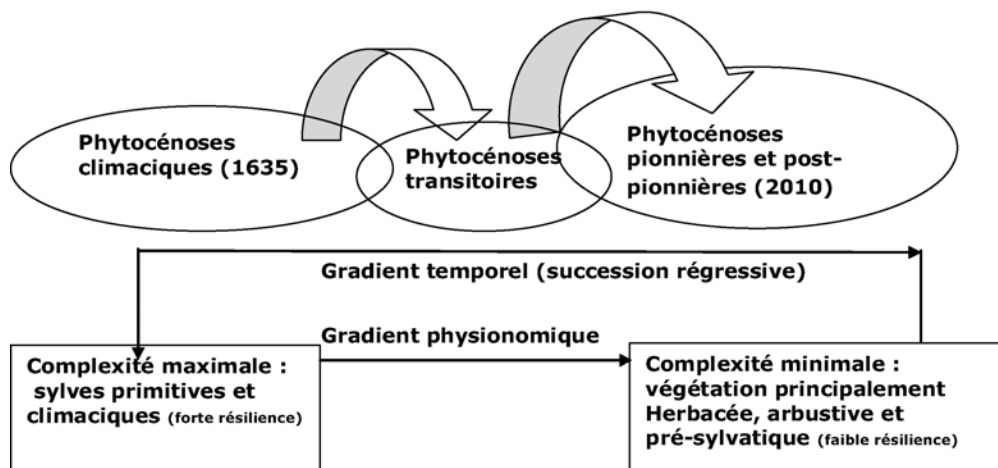 Phytocénoses
climaciques (1635)
Phytocénoses
transitoires
Phytocénoses
pionnières et post-
pionnières (2010)
Gradient temporel (succession régressive)
Gradient physionomique
Complexité maximale :
sylves primitives et
climaciques (forte résilience)
Complexité minimale :
végétation principalement
Herbacée, arbustive et
pré-sylvatique (faible résilience)